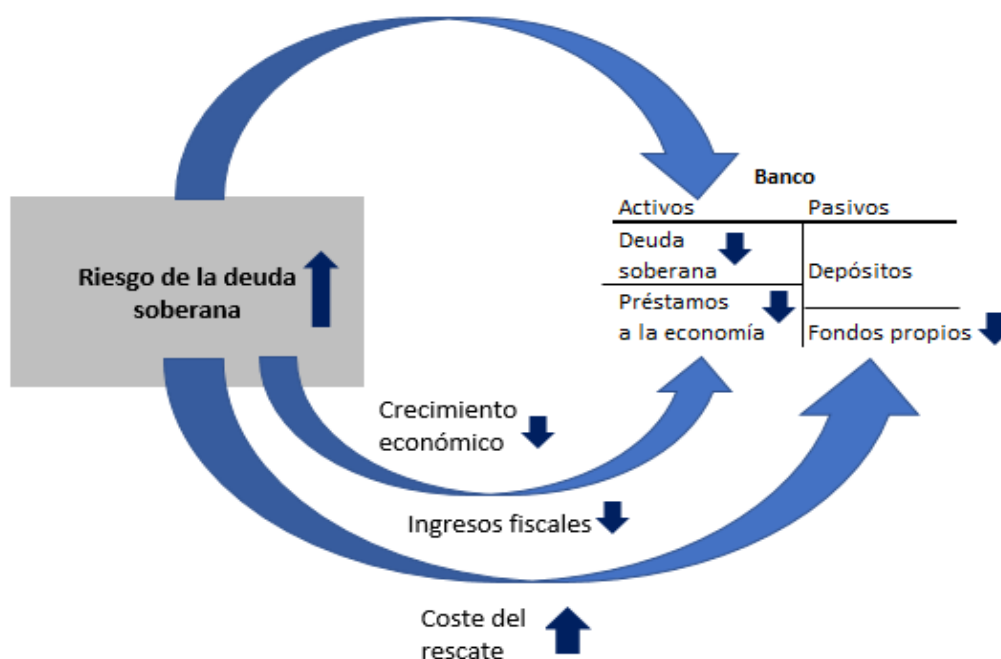 Banco
Activos
Pasivos
Deuda
soberana
Depósitos
Préstamos
a la economía
Fondos propios
Riesgo de la deuda
soberana
Crecimiento
económico
Ingresos fiscales
Coste del
rescate